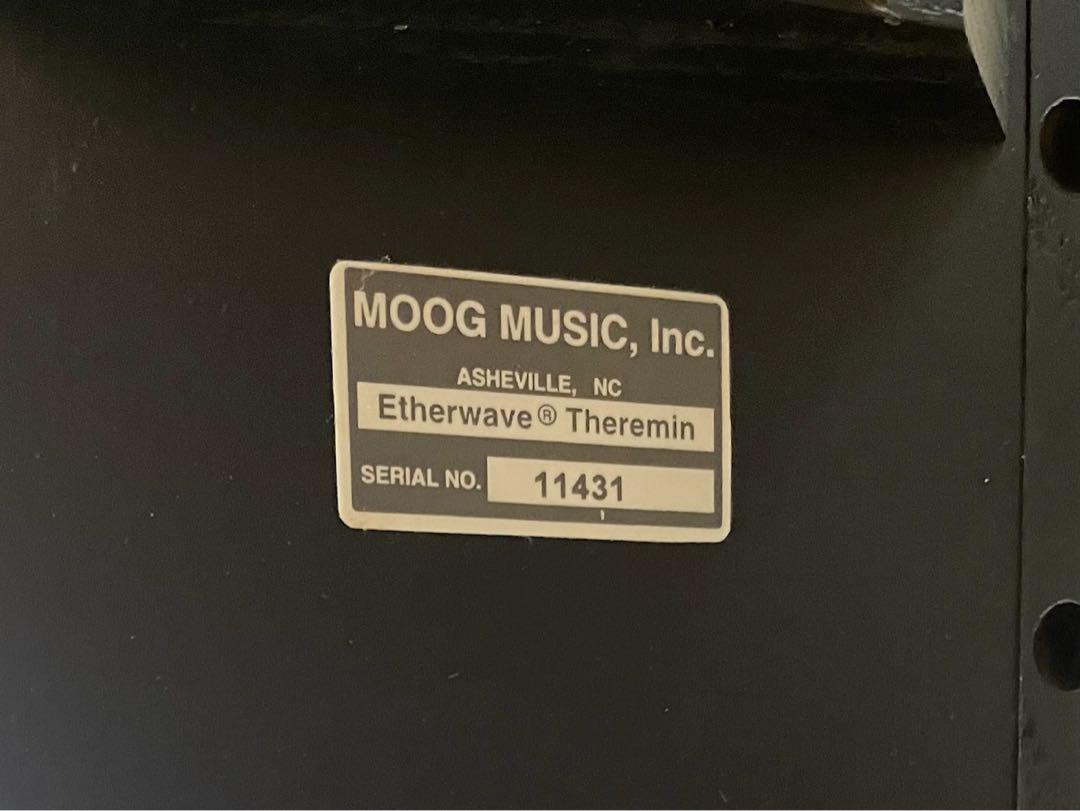 MOOG MUSIC, Inc.
ASHEVILLE, NC
Etherwave® Theremin
SERIAL NO. 11431